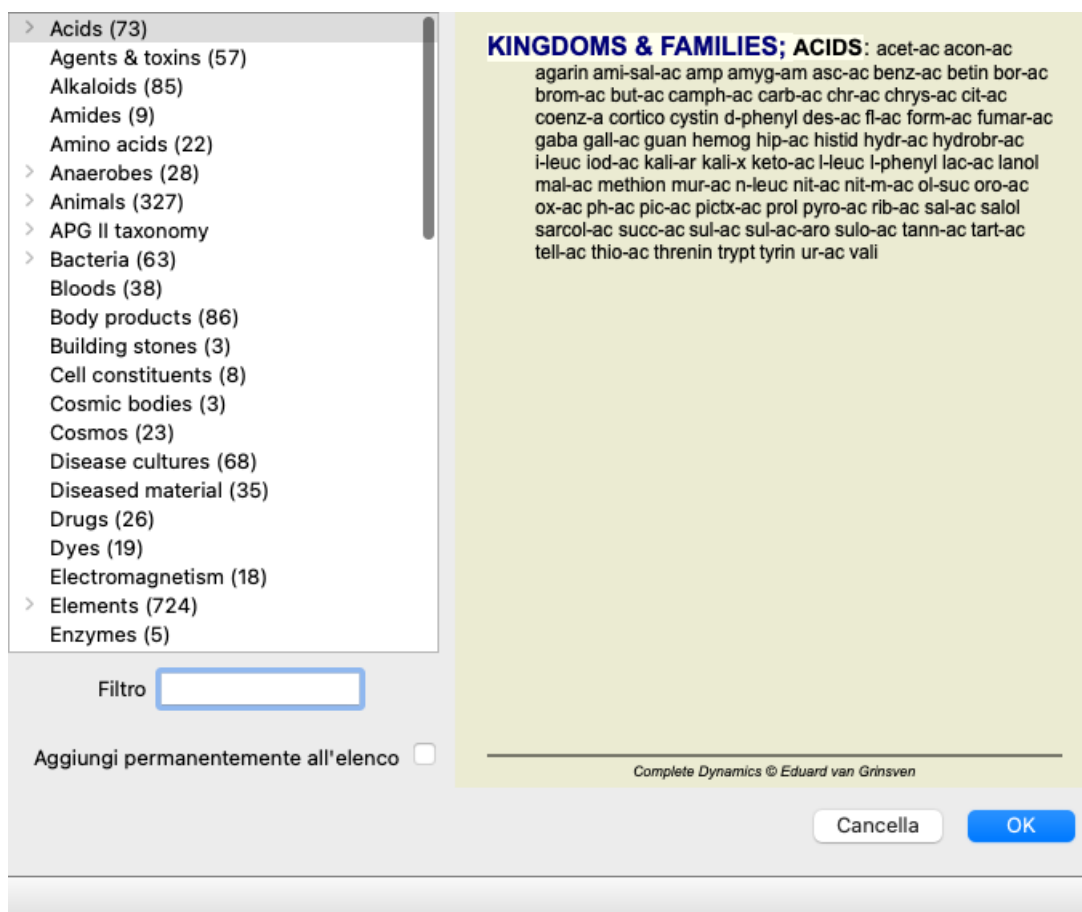 Acids (73)
Agents & toxins (57)
Alkaloids (85)
Amides (9)
Amino acids (22)
Anaerobes (28)
Animals (327)
APG II taxonomy
Bacteria (63)
Bloods (38)
Body products (86)
Building stones (3)
Cell constituents (8)
Cosmic bodies (3)
Cosmos (23)
Disease cultures (68)
Diseased material (35)
Drugs (26)
Dyes (19)
Electromagnetism (18)
Elements (724)
Enzymes (5)
Filtro
Aggiungi permanentemente all'elenco
KINGDOMS & FAMILIES; ACIDS: acet-ac acon-ac
agarin ami-sal-ac amp amyg-am asc-ac benz-ac betin bor-ac
brom-ac but-ac camph-ac carb-ac chr-ac chrys-ac cit-ac
coenz-a cortico cystin d-phenyl des-ac fl-ac form-ac fumar-ac
gaba gall-ac guan hemog hip-ac histid hydr-ac hydrobr-ac
i-leuc iod-ac kali-ar kali-x keto-ac l-leuc l-phenyl lac-ac lanol
mal-ac methion mur-ac n-leuc nit-ac nit-m-ac ol-suc oro-ac
ox-ac ph-ac pic-ac pictx-ac prol pyro-ac rib-ac sal-ac salol
sarcol-ac succ-ac sul-ac sul-ac-aro sulo-ac tann-ac tart-ac
tell-ac thio-ac threnin trypt tyrin ur-ac vali
Complete Dynamics © Eduard van Grinsven
Cancella
OK